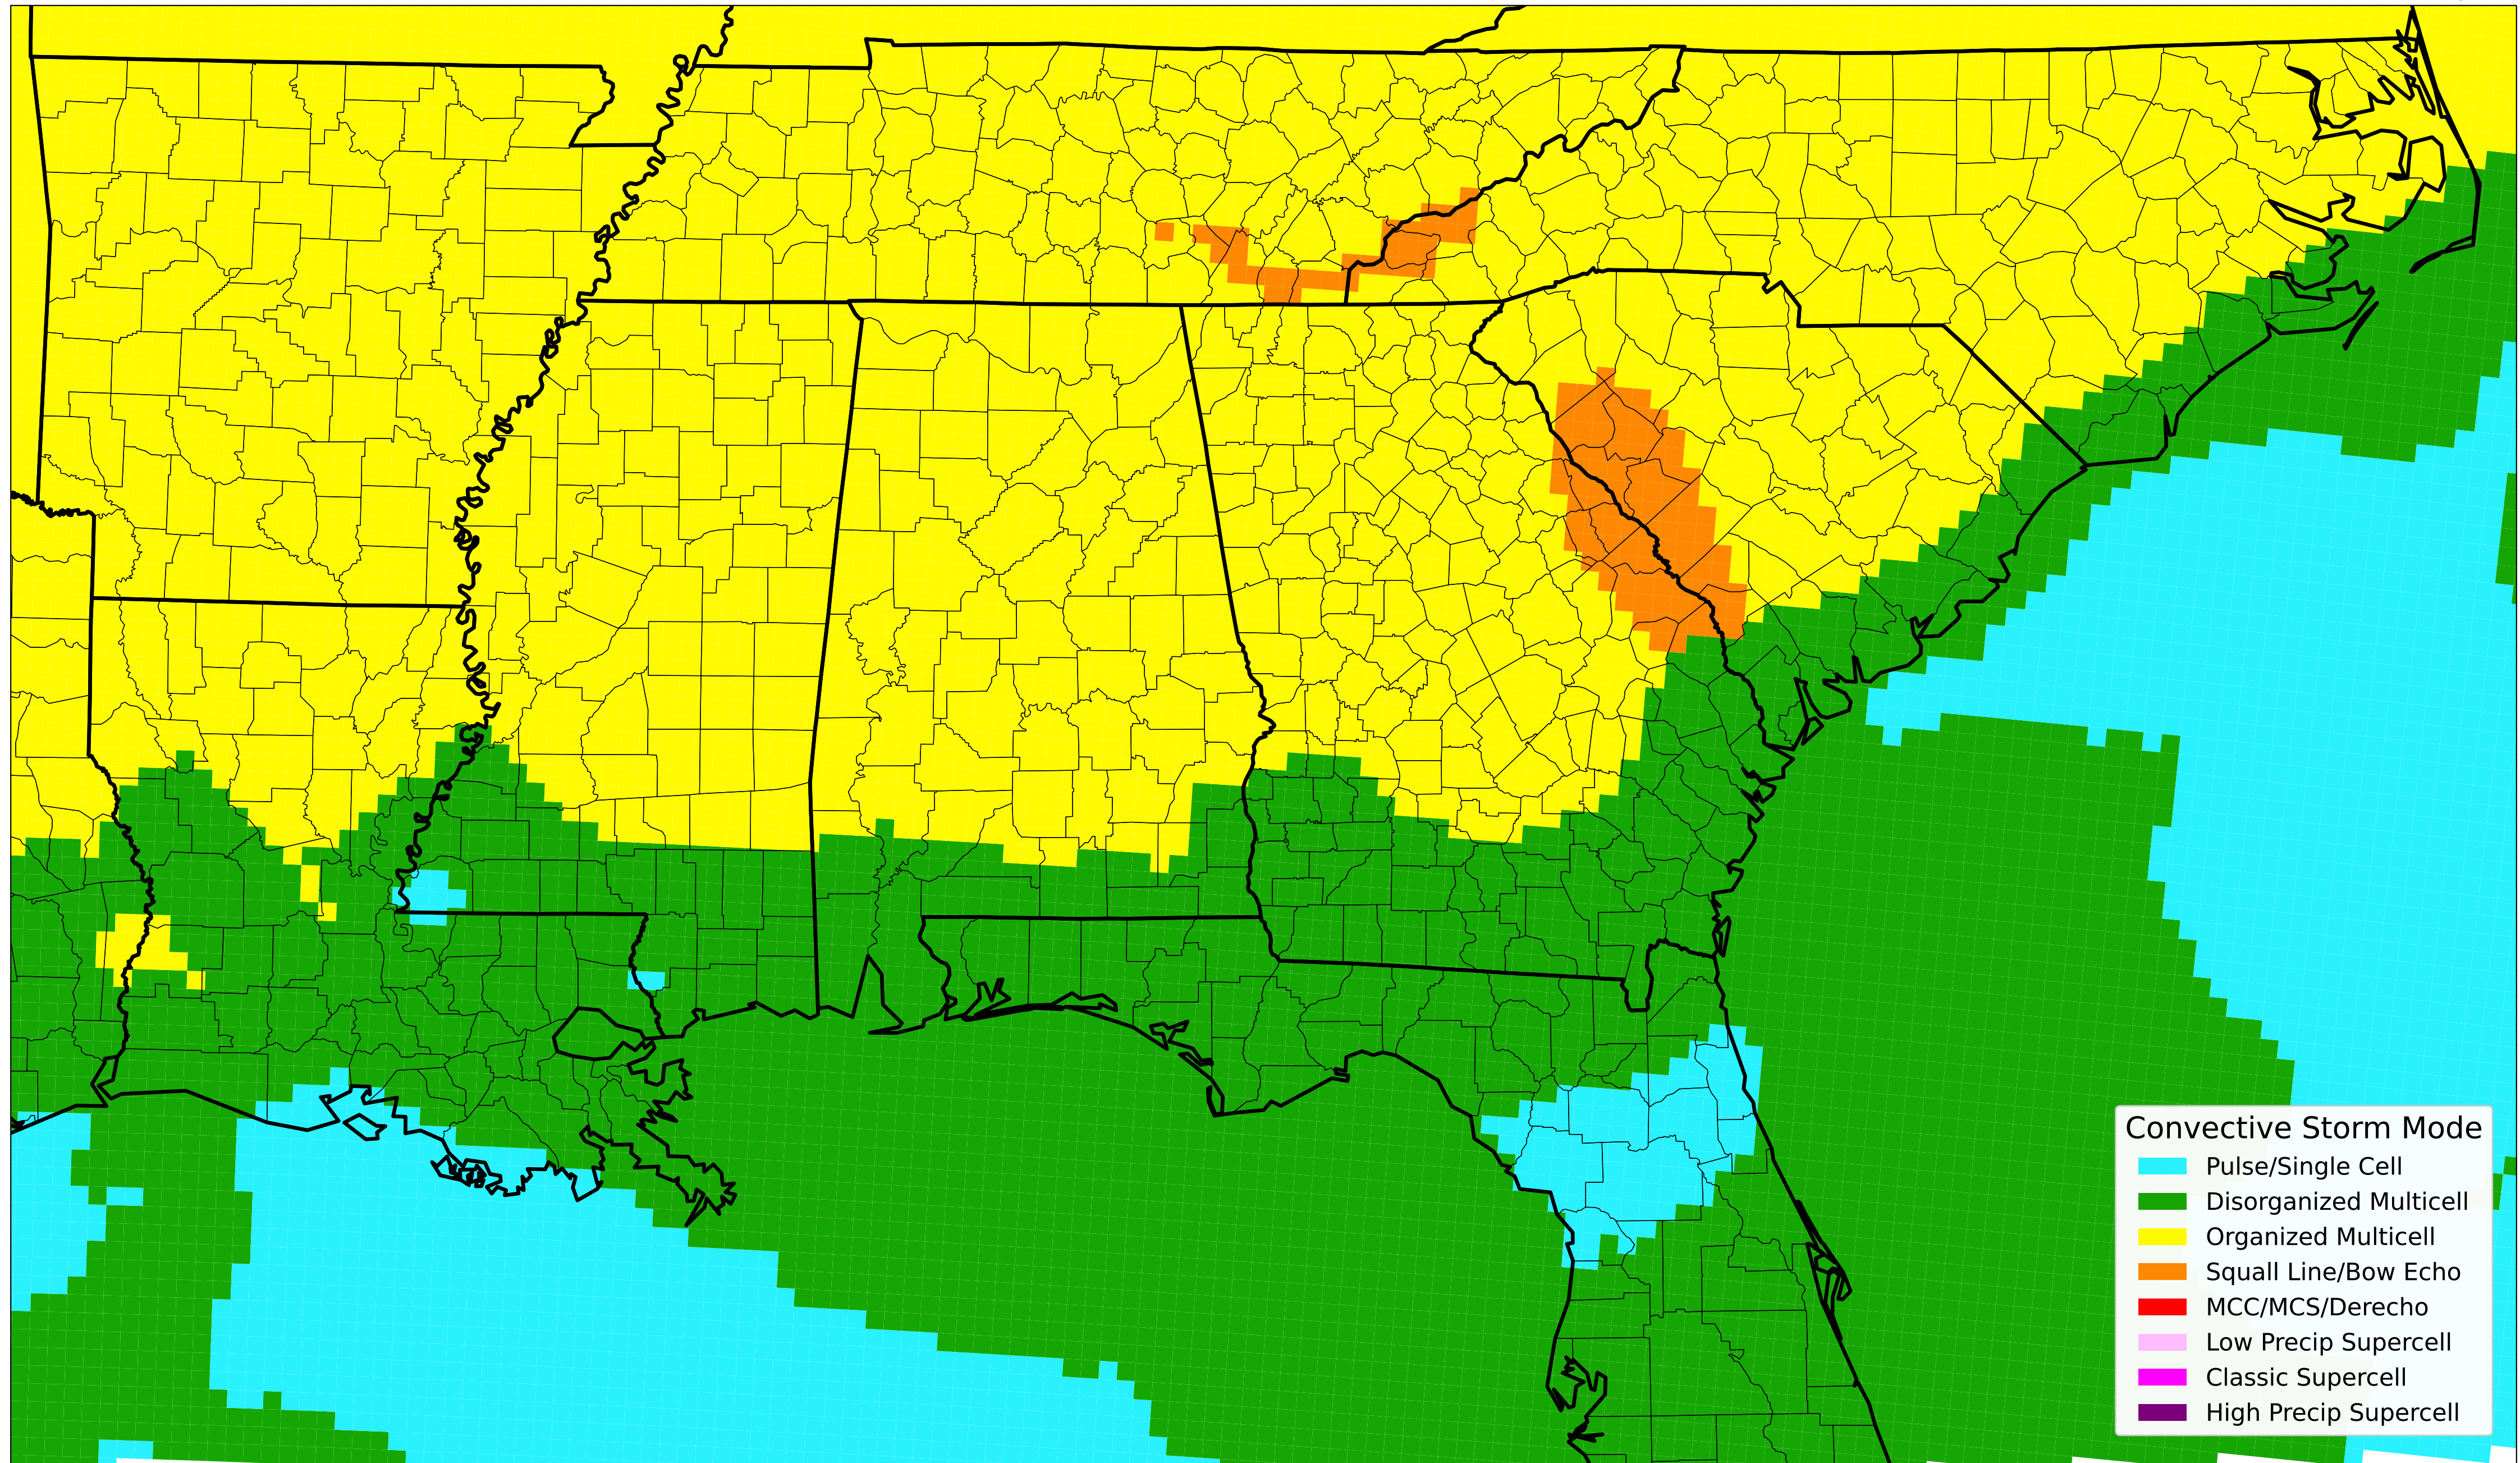 Convective Storm Mode
Pulse/Single Cell
Disorganized Multicell
Organized Multicell
Squall Line/Bow Echo
MCC/MCS/Derecho
Low Precip Supercell
Classic Supercell
High Precip Supercell